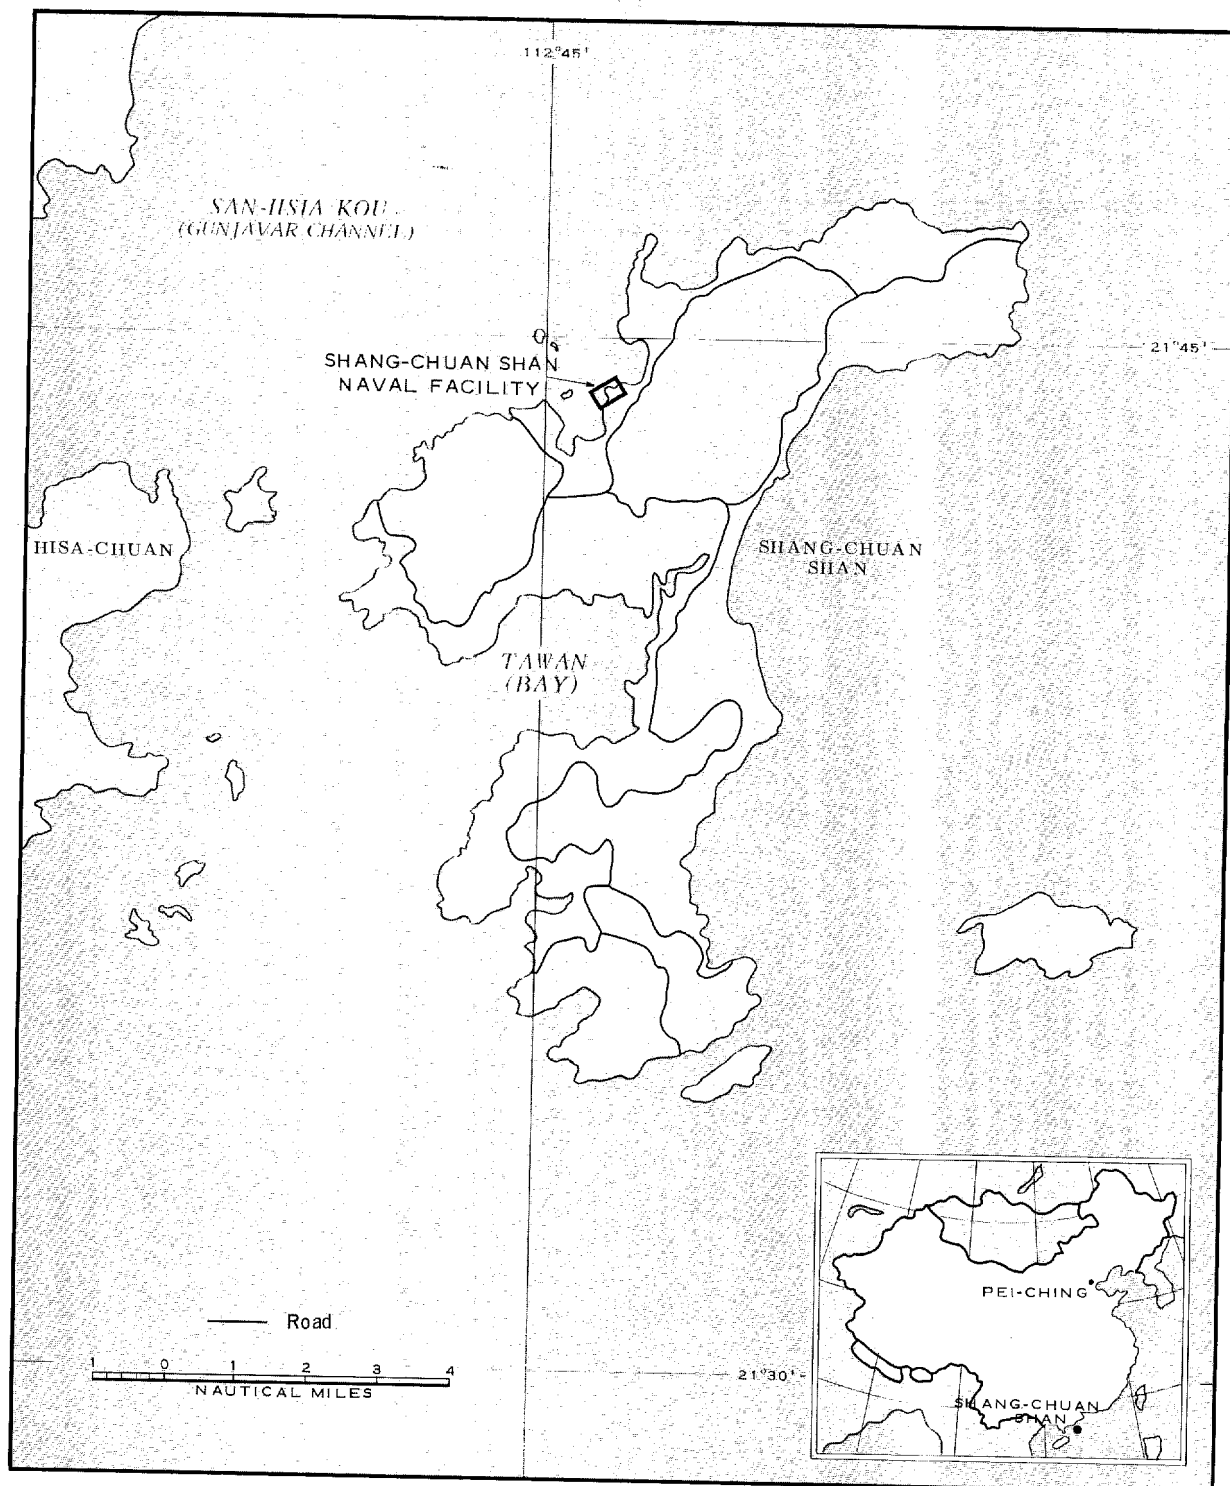 112°45'
SAN-HSIA KOU
(GUNJAVAR CHANNEL)
21°45'
SHANG-CHUAN SHAN
NAVAL FACILITY
HISA-CHUAN
SHANG-CHUAN
SHAN
TAWAN
(BAY)
PEI-CHING
Road
1 0 1 2 3 4
NAUTICAL MILES
21°30'
SHANG-CHUAN
SHAN